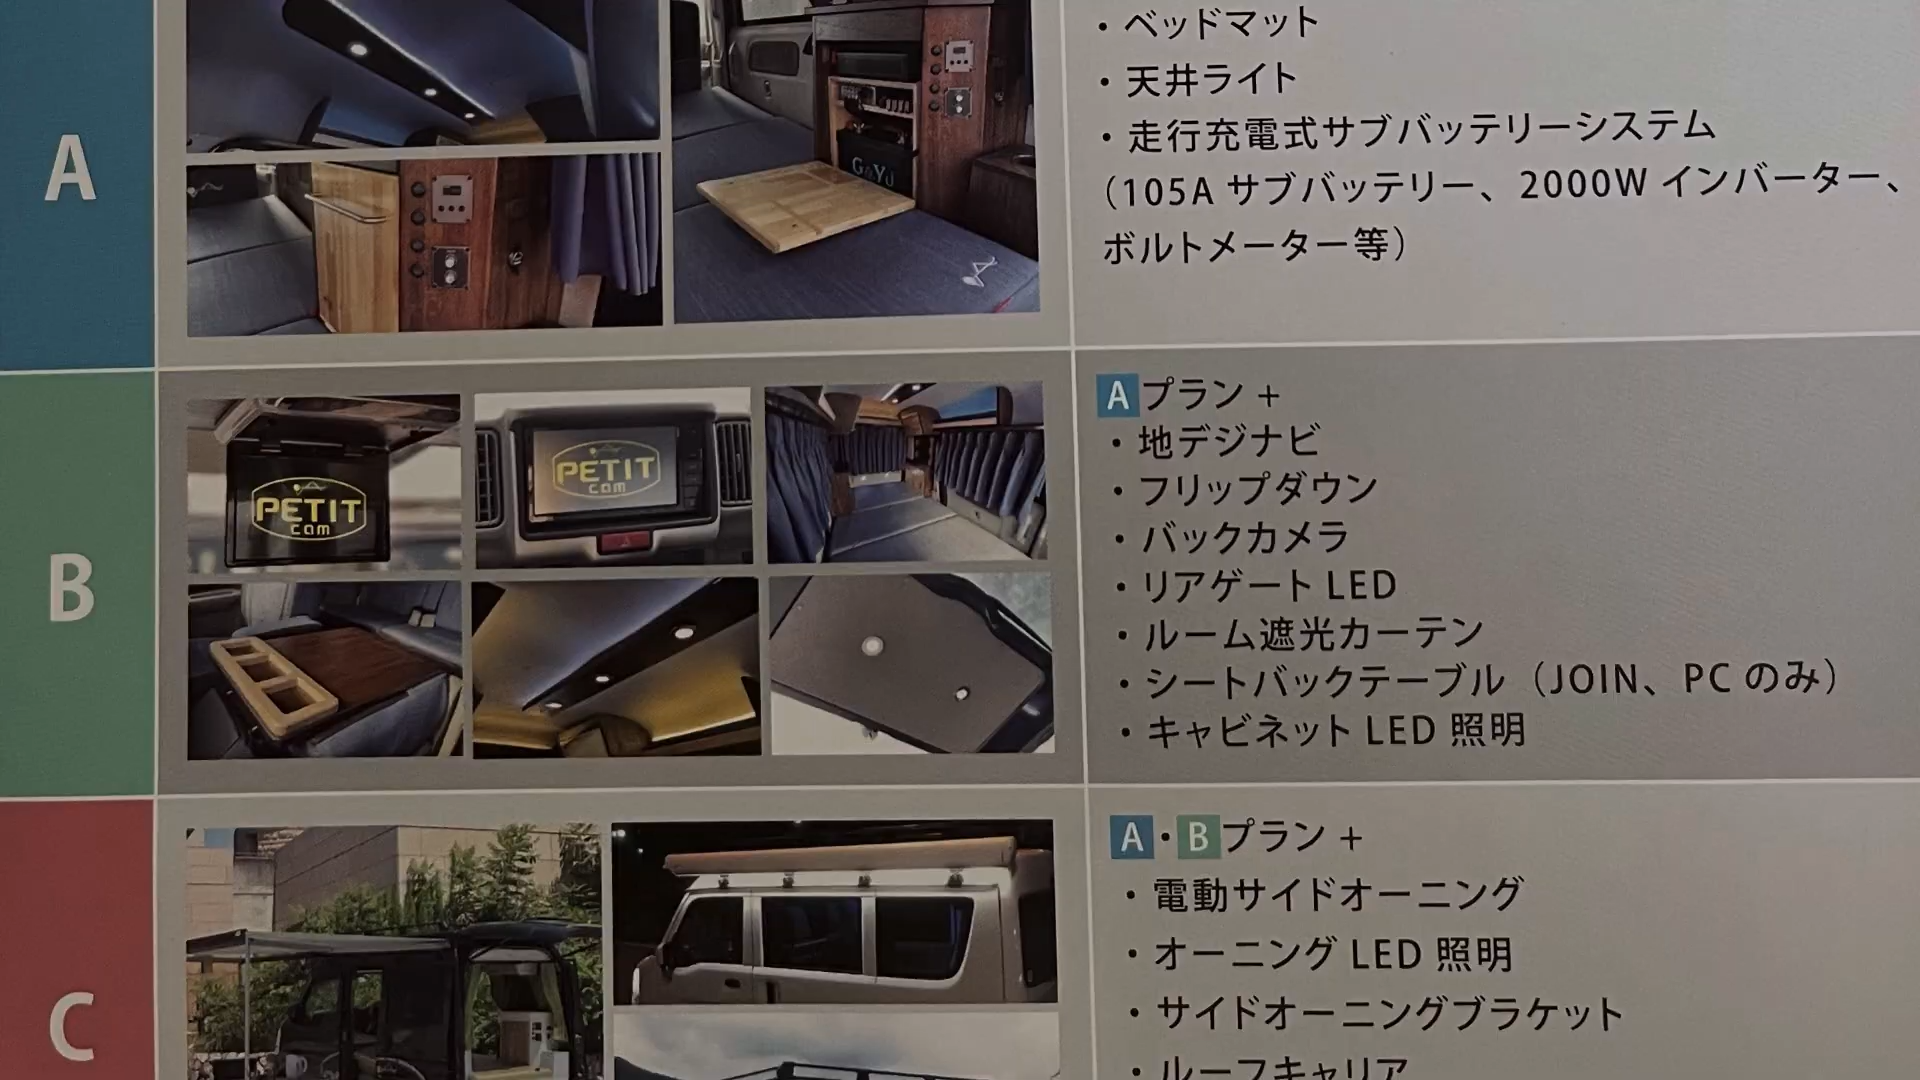 A
・ベッドマット
・天井ライト
・走行充電式サブバッテリーシステム
（105A サブバッテリー、2000W インバーター、
ボルトメーター等）
B
PETIT
cam
PETIT
cam
Aプラン +
・地デジナビ
・フリップダウン
・バックカメラ
・リアゲート LED
・ルーム遮光カーテン
・シートバックテーブル（JOIN、PC のみ）
・キャビネット LED 照明
C
A・Bプラン +
・電動サイドオーニング
・オーニング LED 照明
・サイドオーニングブラケット
・ルーフキャリア